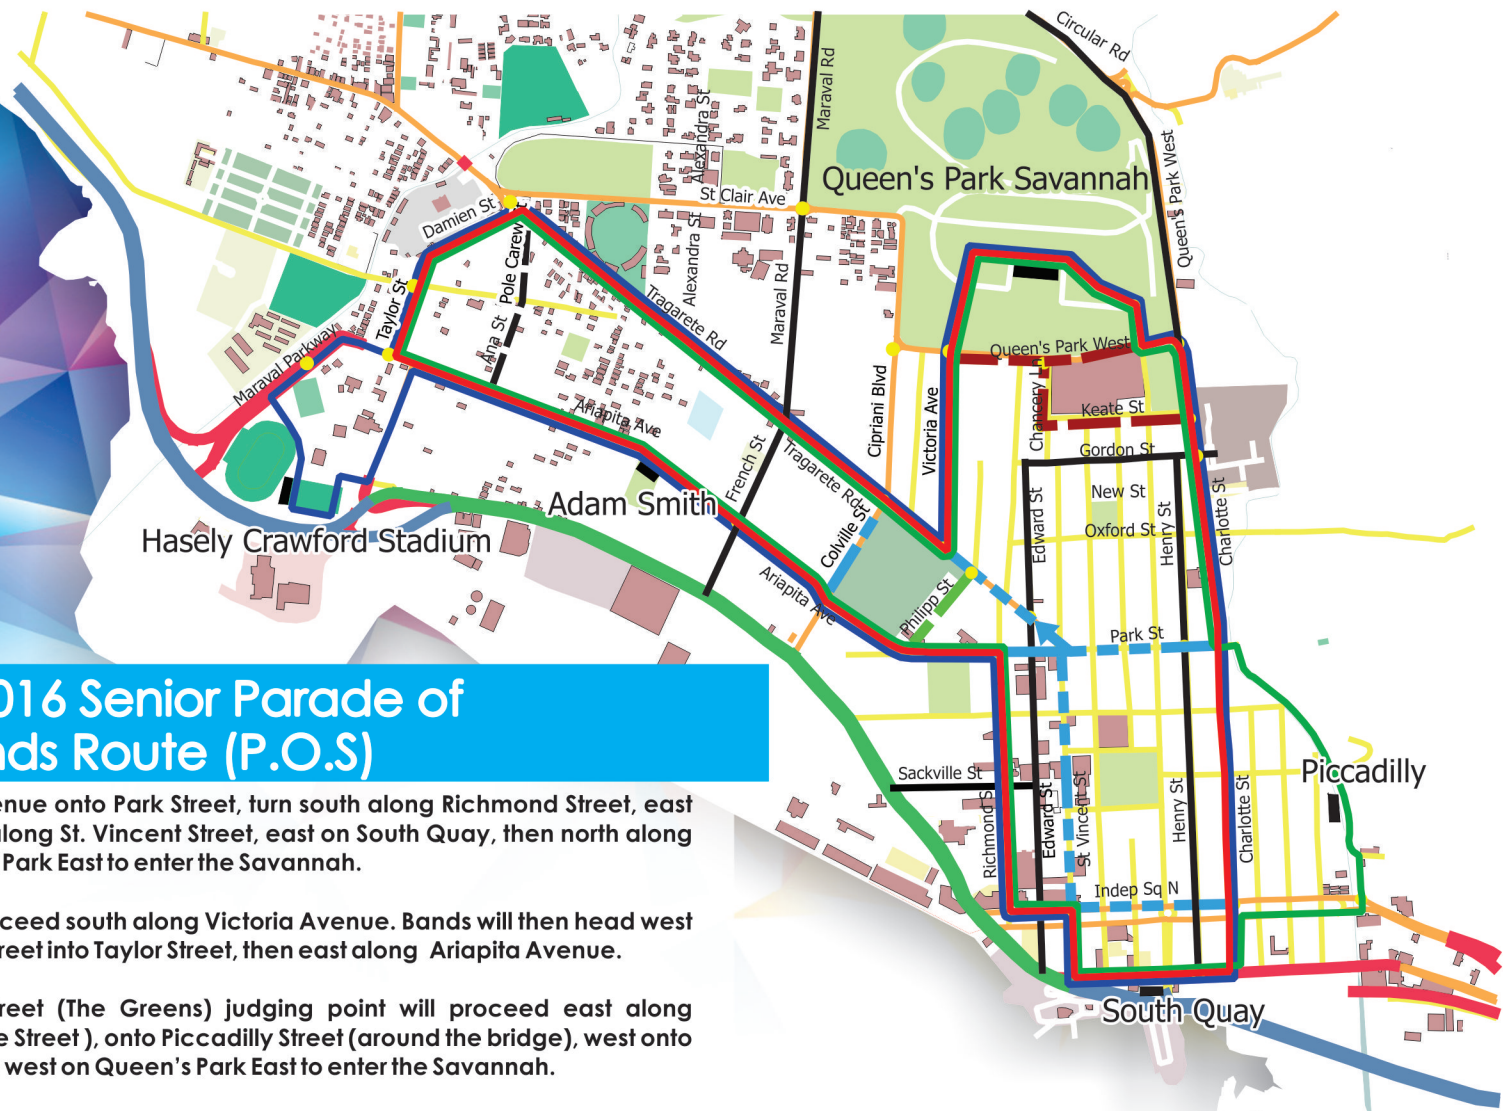 Circular Rd
Maraval Rd
Queen's Park West
Alexandra St
Queen's Park Savannah
St Clair Ave
Damien St
Pole Carew St
Alexandra St
Maraval Rd
Taylor St
Tragarete Rd
Ana St
Maraval Parkway
Queen's Park West
Cipriani Blvd
Victoria Ave
Chancery Ln
Keate St
Ariapita Ave
Gordon St
French St
Tragarete Rd
New St
Edward St
Henry St
Charlotte St
Adam Smith
Oxford St
Hasely Crawford Stadium
Colville St
Ariapita Ave
Philipp St
Park St
016 Senior Parade of
nds Route (P.O.S)
Sackville St
Piccadilly
Richmond S
Edward St
St Vincent St
Henry St
Charlotte St
Indep Sq N
South Quay
enue onto Park Street, turn south along Richmond Street, east
along St. Vincent Street, east on South Quay, then north along
Park East to enter the Savannah.
ceed south along Victoria Avenue. Bands will then head west
reet into Taylor Street, then east along Ariapita Avenue.
reet (The Greens) judging point will proceed east along
e Street ), onto Piccadilly Street (around the bridge), west onto
west on Queen's Park East to enter the Savannah.